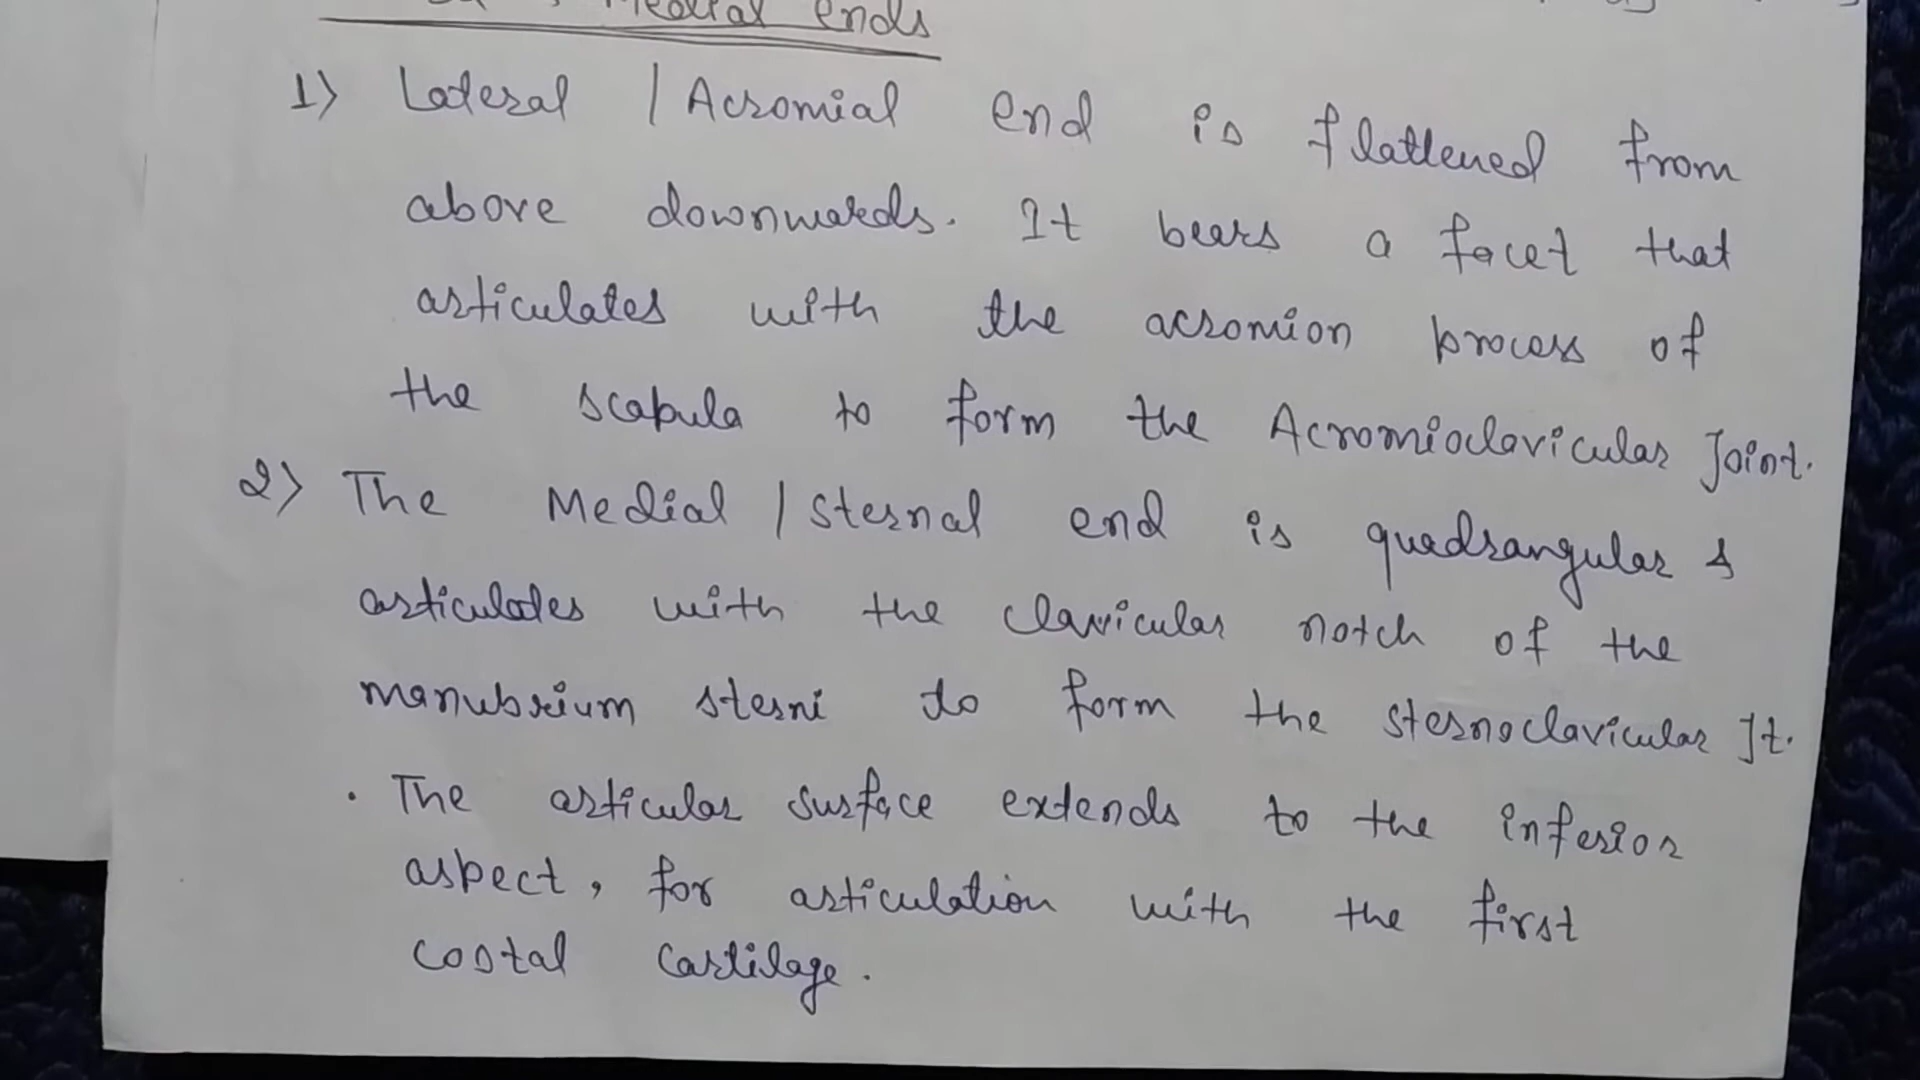 Medial ends
1) Lateral / Acromial end is flattened from
above downwards. It bears a facet that
articulates with the acromion process of
the scapula to form the Acromioclavicular Joint.
2) The Medial / Sternal end is quadrangular &
articulates with the clavicular notch of the
manubrium sterni to form the sternoclavicular Jt.
• The articular surface extends to the inferior
aspect, for articulation with the first
costal cartilage.